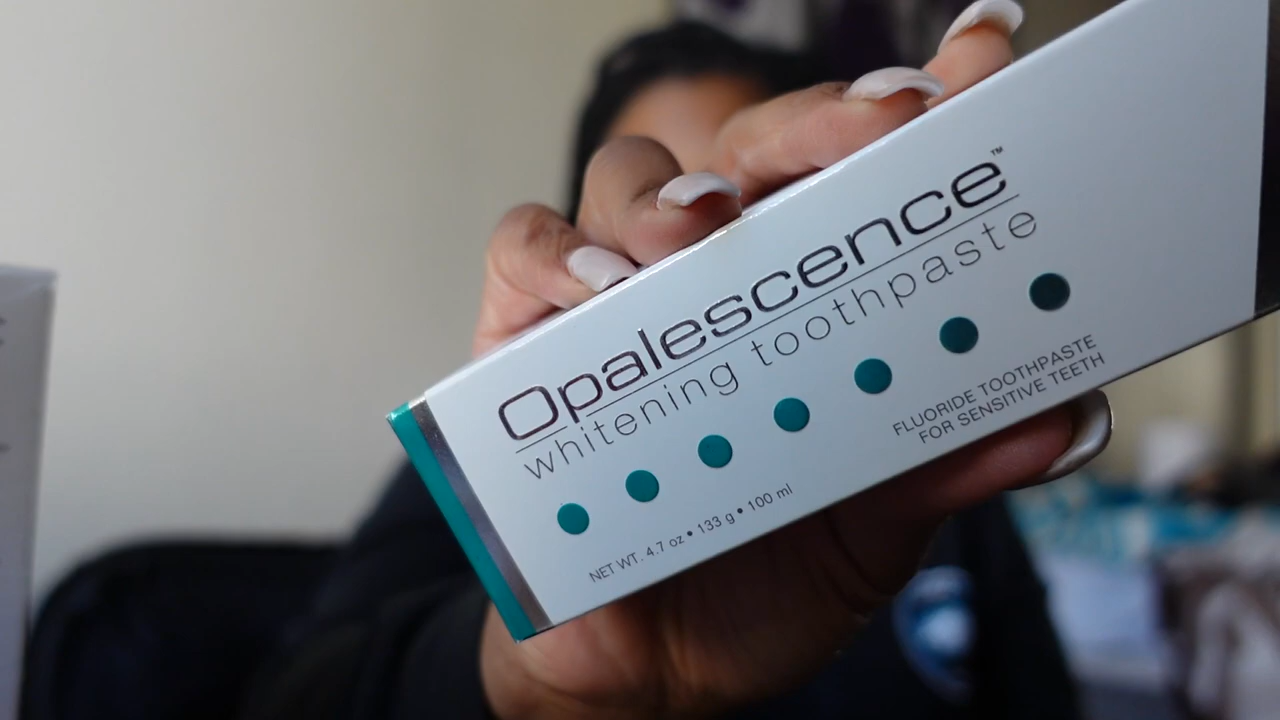 Opalescence™
whitening toothpaste
FLUORIDE TOOTHPASTE
FOR SENSITIVE TEETH
NET WT. 4.7 oz • 133 g • 100 ml